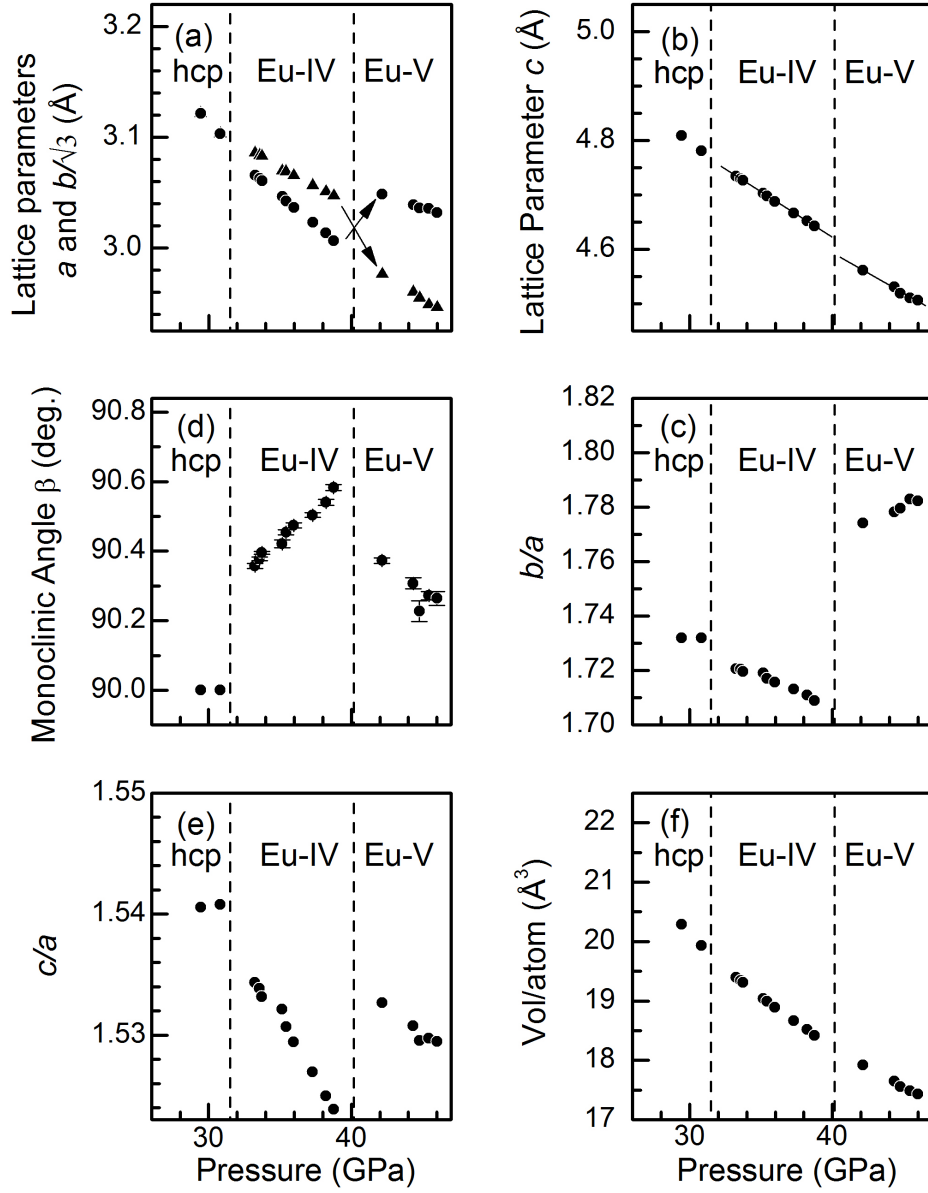 3.2
3.1
3.0
Lattice parameters
a and b/√3 (Å)
(a)
hcp
Eu-IV
Eu-V
5.0
4.8
4.6
Lattice Parameter c (Å)
(b)
hcp
Eu-IV
Eu-V
90.8
90.6
90.4
90.2
90.0
Monoclinic Angle β (deg.)
(d)
hcp
Eu-IV
Eu-V
1.82
1.80
1.78
1.76
1.74
1.72
1.70
b/a
(c)
hcp
Eu-IV
Eu-V
1.55
1.54
1.53
c/a
(e)
hcp
Eu-IV
Eu-V
30 40
Pressure (GPa)
22
21
20
19
18
17
Vol/atom (Å³)
(f)
hcp
Eu-IV
Eu-V
30 40
Pressure (GPa)